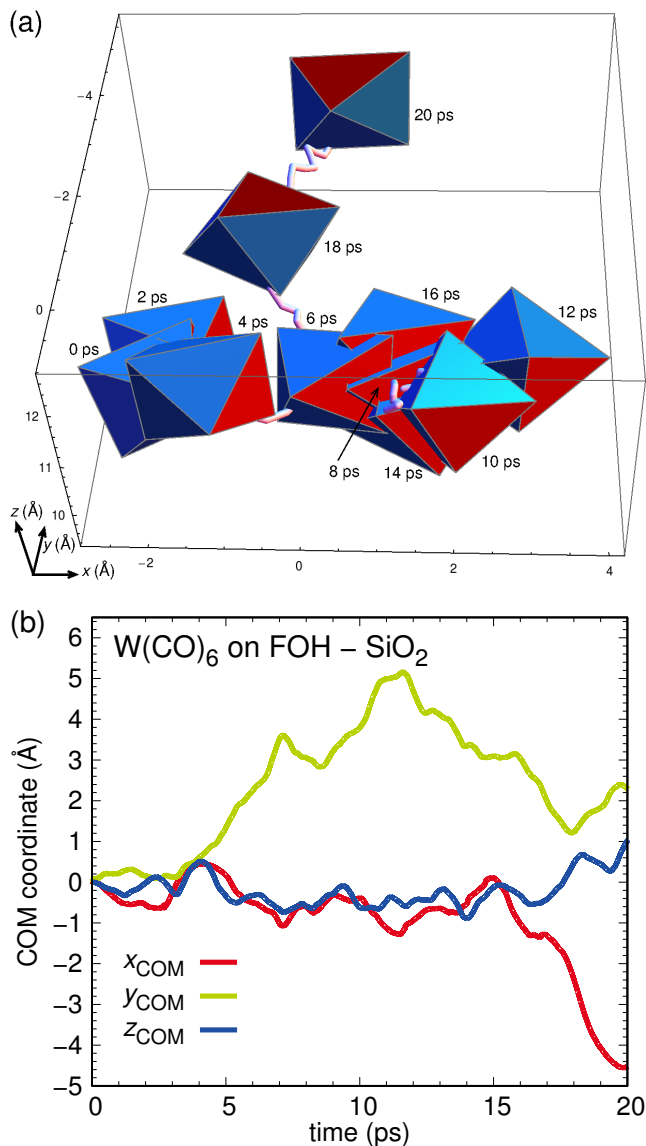 (a)
−4
20 ps
−2
18 ps
0
2 ps
16 ps
12 ps
6 ps
4 ps
0 ps
12
11
8 ps
14 ps
10 ps
10
z (Å)
y (Å)
x (Å)
−2
0
2
4
(b)
W(CO)6 on FOH − SiO2
6
5
4
3
2
1
0
−1
−2
−3
−4
−5
COM coordinate (Å)
xCOM
yCOM
zCOM
0
5
10
15
20
time (ps)